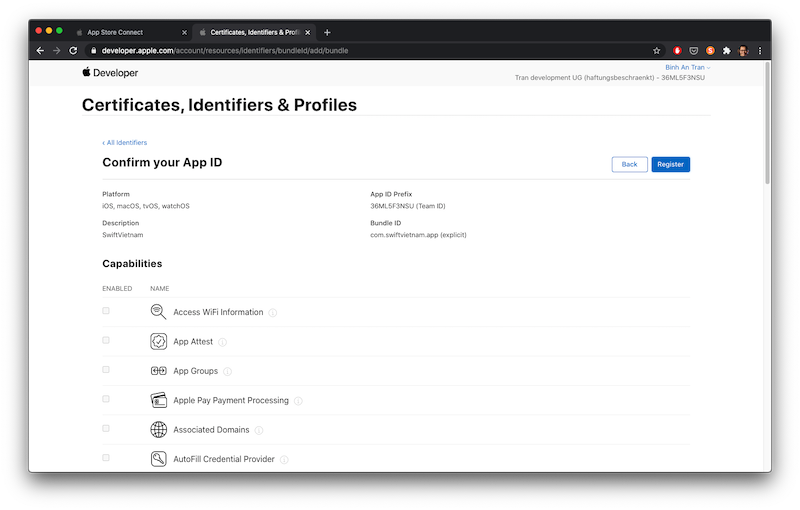 App Store Connect
Certificates, Identifiers & Profi
developer.apple.com/account/resources/identifiers/bundleId/add/bundle
Developer
Binh An Tran
Tran development UG (haftungsbeschraenkt) - 36ML5F3NSU
Certificates, Identifiers & Profiles
‹ All Identifiers
Confirm your App ID
Back Register
Platform App ID Prefix
iOS, macOS, tvOS, watchOS 36ML5F3NSU (Team ID)
Description Bundle ID
SwiftVietnam com.swiftvietnam.app (explicit)
Capabilities
ENABLED NAME
Access WiFi Information
App Attest
App Groups
Apple Pay Payment Processing
Associated Domains
AutoFill Credential Provider